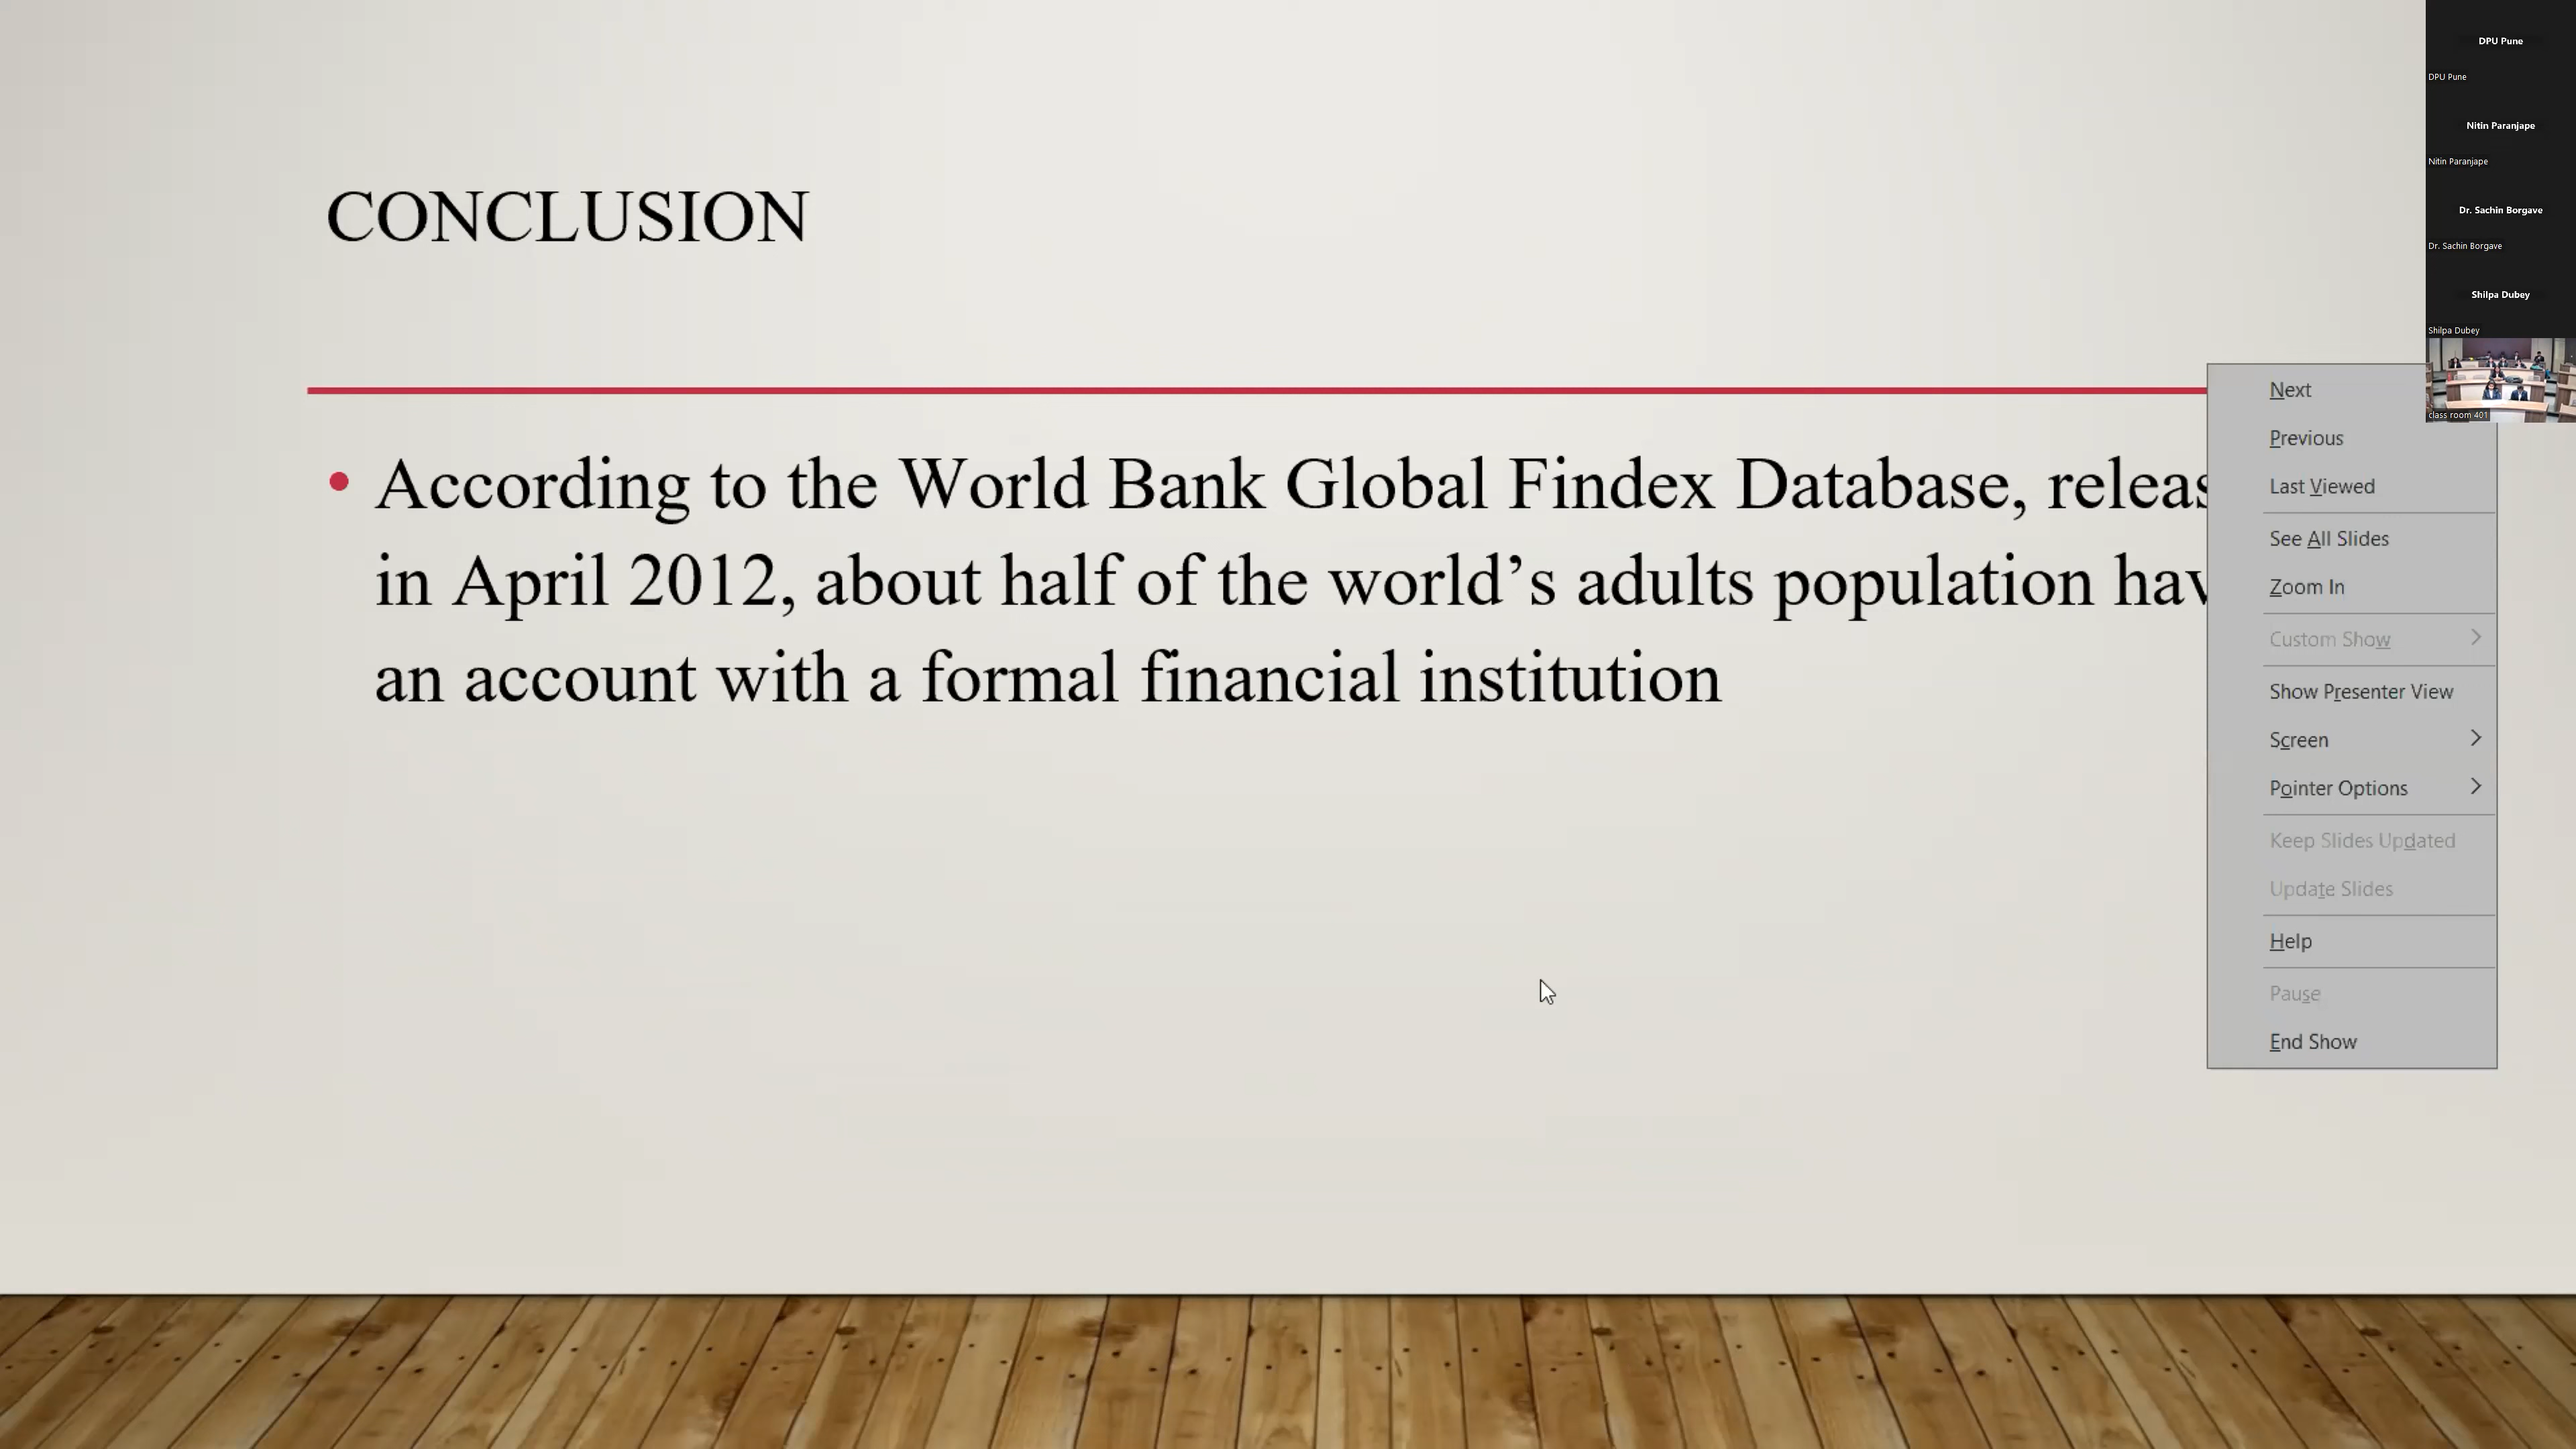 CONCLUSION
According to the World Bank Global Findex Database,
in April 2012, about half of the world’s adults population
an account with a formal financial institution
DPU Pune
DPU Pune
Nitin Paranjape
Nitin Paranjape
Dr. Sachin Borgave
Dr. Sachin Borgave
Shilpa Dubey
Shilpa Dubey
class room 401
Next
Previous
Last Viewed
See All Slides
Zoom In
Custom Show
Show Presenter View
Screen
Pointer Options
Keep Slides Updated
Update Slides
Help
Pause
End Show